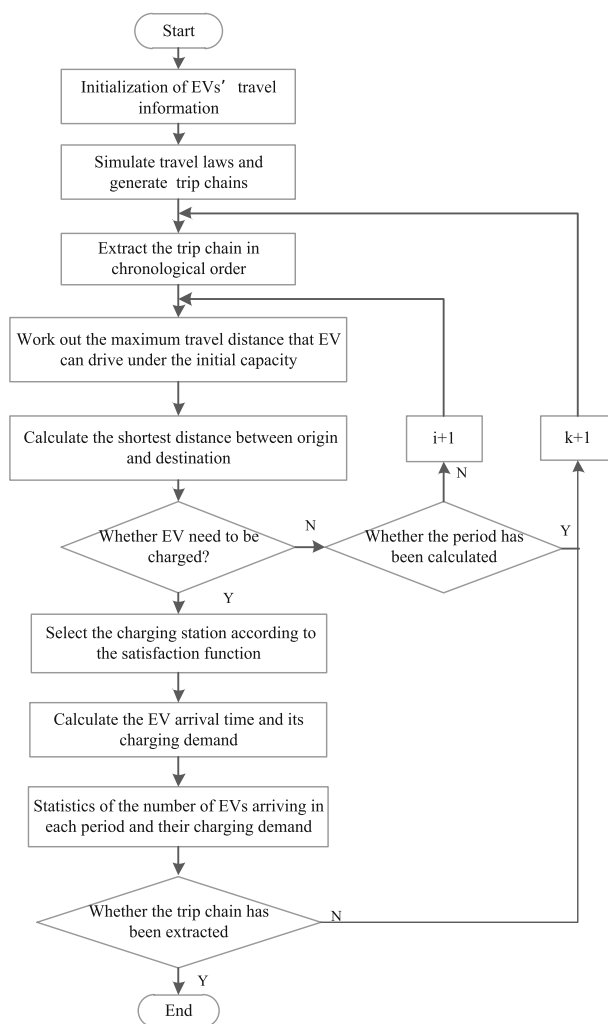 Start
Initialization of EVs' travel
information
Simulate travel laws and
generate trip chains
Extract the trip chain in
chronological order
Work out the maximum travel distance that EV
can drive under the initial capacity
Calculate the shortest distance between origin
and destination
i+1
k+1
N
Whether EV need to be
charged?
N
Whether the period has
been calculated
Y
Y
Select the charging station according to
the satisfaction function
Calculate the EV arrival time and its
charging demand
Statistics of the number of EVs arriving in
each period and their charging demand
Whether the trip chain has
been extracted
N
Y
End